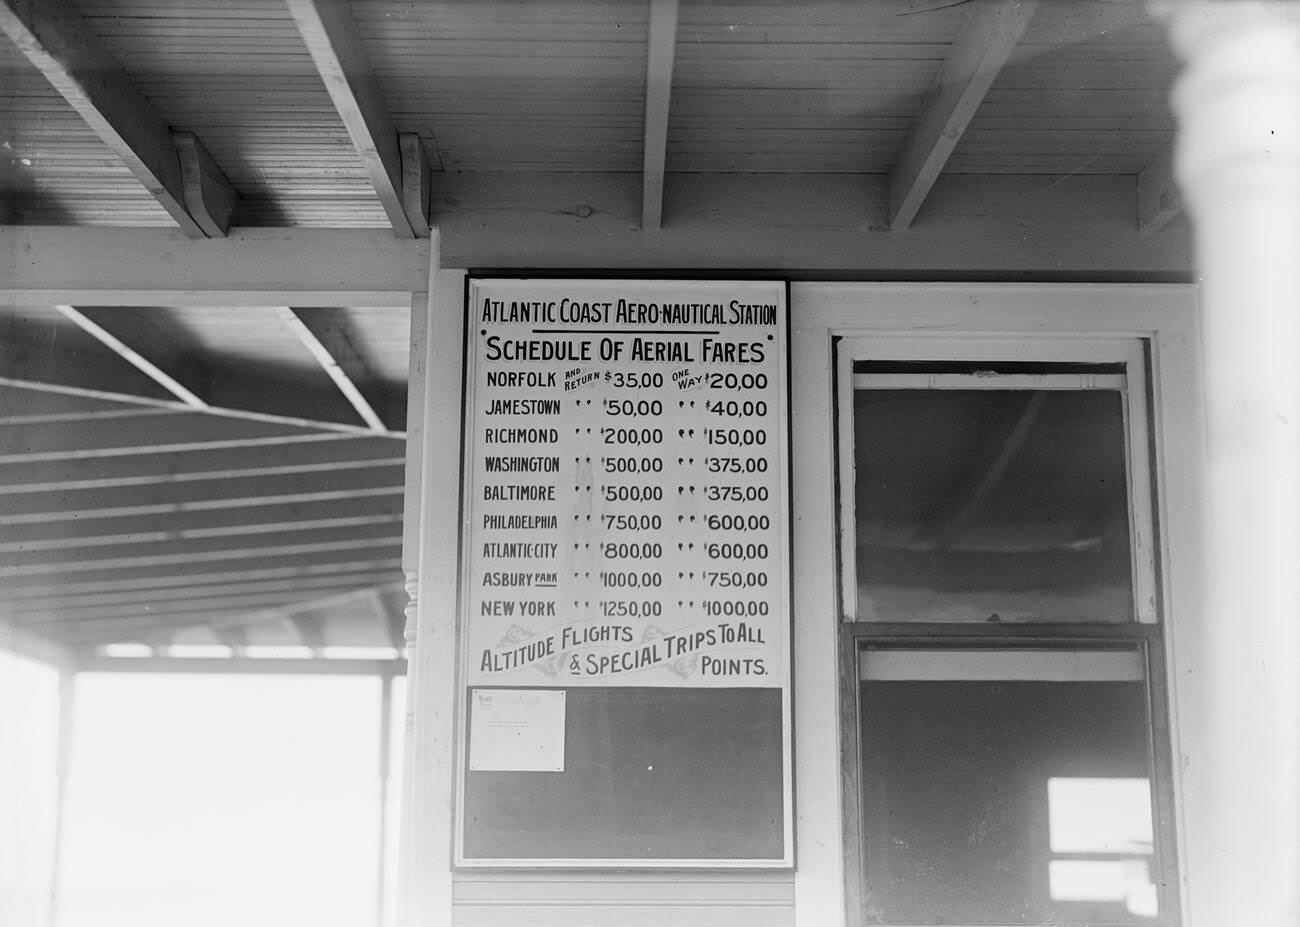 ATLANTIC COAST AERO-NAUTICAL STATION
SCHEDULE OF AERIAL FARES
NORFOLK AND RETURN $35,00 ONE WAY $20,00
JAMESTOWN " " $50,00 " " $40,00
RICHMOND " " $200,00 " " $150,00
WASHINGTON " " $500,00 " " $375,00
BALTIMORE " " $500,00 " " $375,00
PHILADELPHIA " " $750,00 " " $600,00
ATLANTIC-CITY " " $800,00 " " $600,00
ASBURY PARK " " $1000,00 " " $750,00
NEW YORK " " $1250,00 " " $1000,00
ALTITUDE FLIGHTS
& SPECIAL TRIPS TO ALL
POINTS.